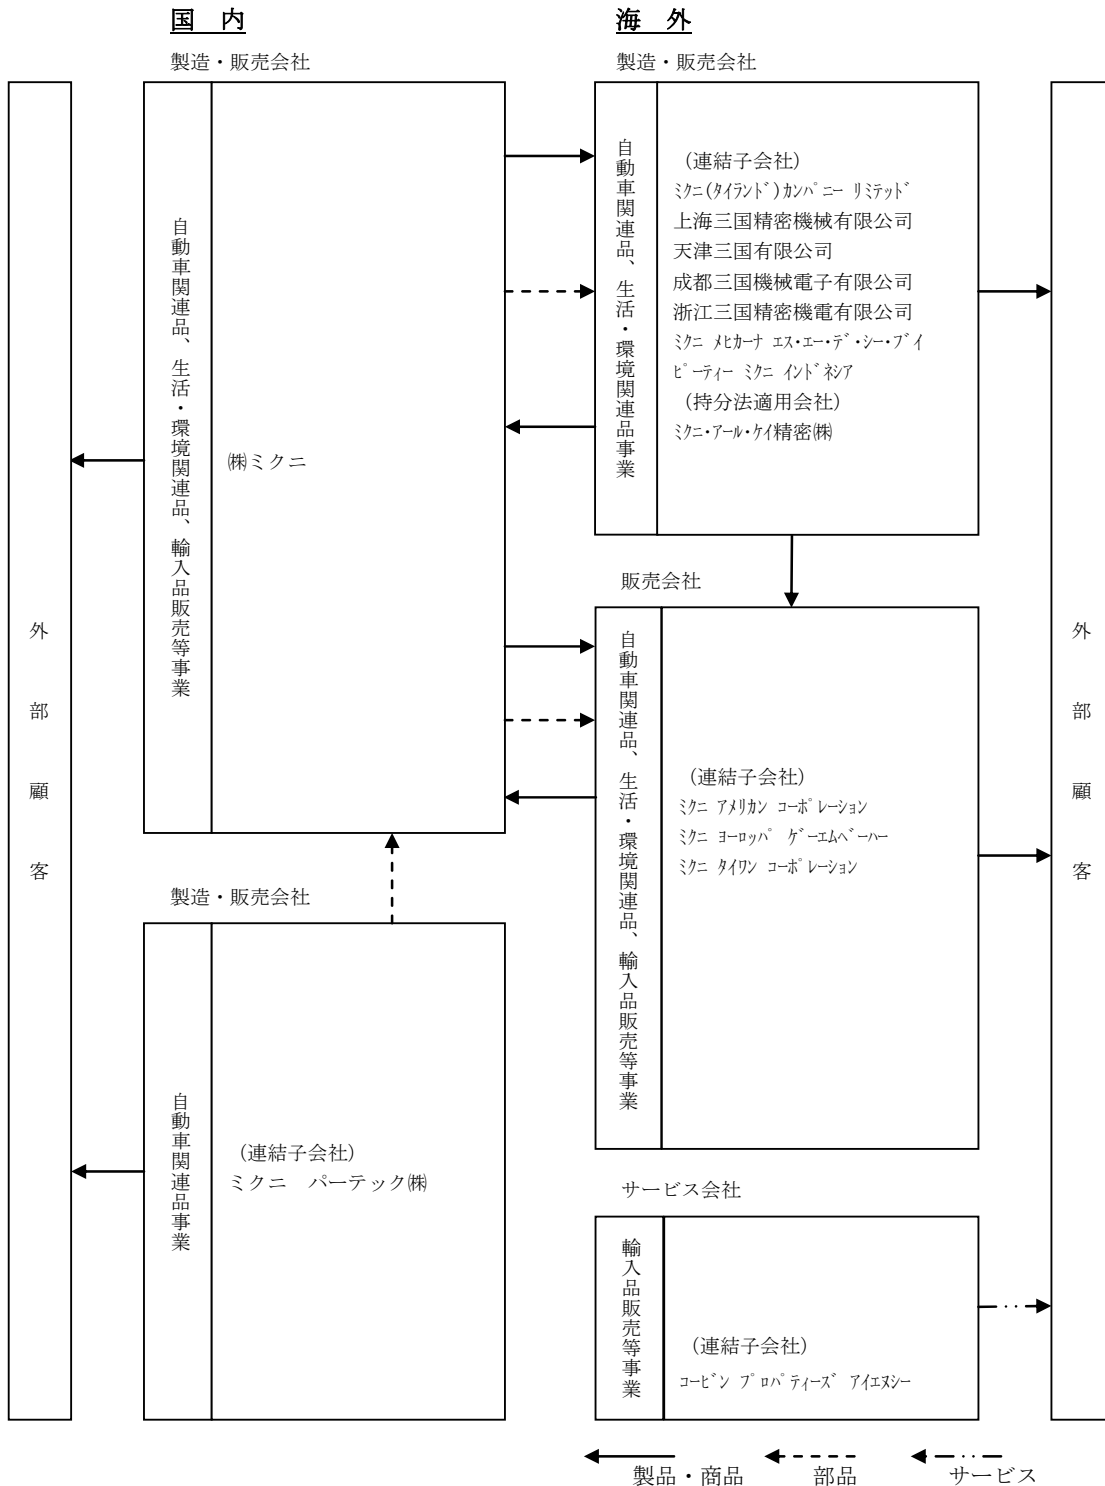 国　内
製造・販売会社
自動車関連品、生活・環境関連品、輸入品販売等事業
㈱ミクニ
製造・販売会社
自動車関連品事業
(連結子会社)
ミクニ　パーテック㈱
外部顧客
海　外
製造・販売会社
自動車関連品、生活・環境関連品事業
(連結子会社)
ﾐｸﾆ(ﾀｲﾗﾝﾄﾞ)ｶﾝﾊﾟﾆｰ ﾘﾐﾃｯﾄﾞ
上海三国精密機械有限公司
天津三国有限公司
成都三国機械電子有限公司
浙江三国精密機電有限公司
ﾐｸﾆ ﾒﾋｶｰﾅ ｴｽ･ｴｰ･ﾃﾞ･ｼｰ･ﾌﾞｲ
ﾋﾟｰﾃｨｰ ﾐｸﾆ ｲﾝﾄﾞﾈｼｱ
(持分法適用会社)
ﾐｸﾆ･ｱｰﾙ･ｹｲ精密㈱
販売会社
自動車関連品、生活・環境関連品、輸入品販売等事業
(連結子会社)
ﾐｸﾆ ｱﾒﾘｶﾝ ｺｰﾎﾟﾚｰｼｮﾝ
ﾐｸﾆ ﾖｰﾛｯﾊﾟ ｹﾞｰｴﾑﾍﾞｰﾊｰ
ﾐｸﾆ ﾀｲﾜﾝ ｺｰﾎﾟﾚｰｼｮﾝ
サービス会社
輸入品販売等事業
(連結子会社)
ｺｰﾋﾞﾝ ﾌﾟﾛﾊﾟﾃｨｰｽﾞ ｱｲｴﾇｼｰ
外部顧客
製品・商品
部品
サービス